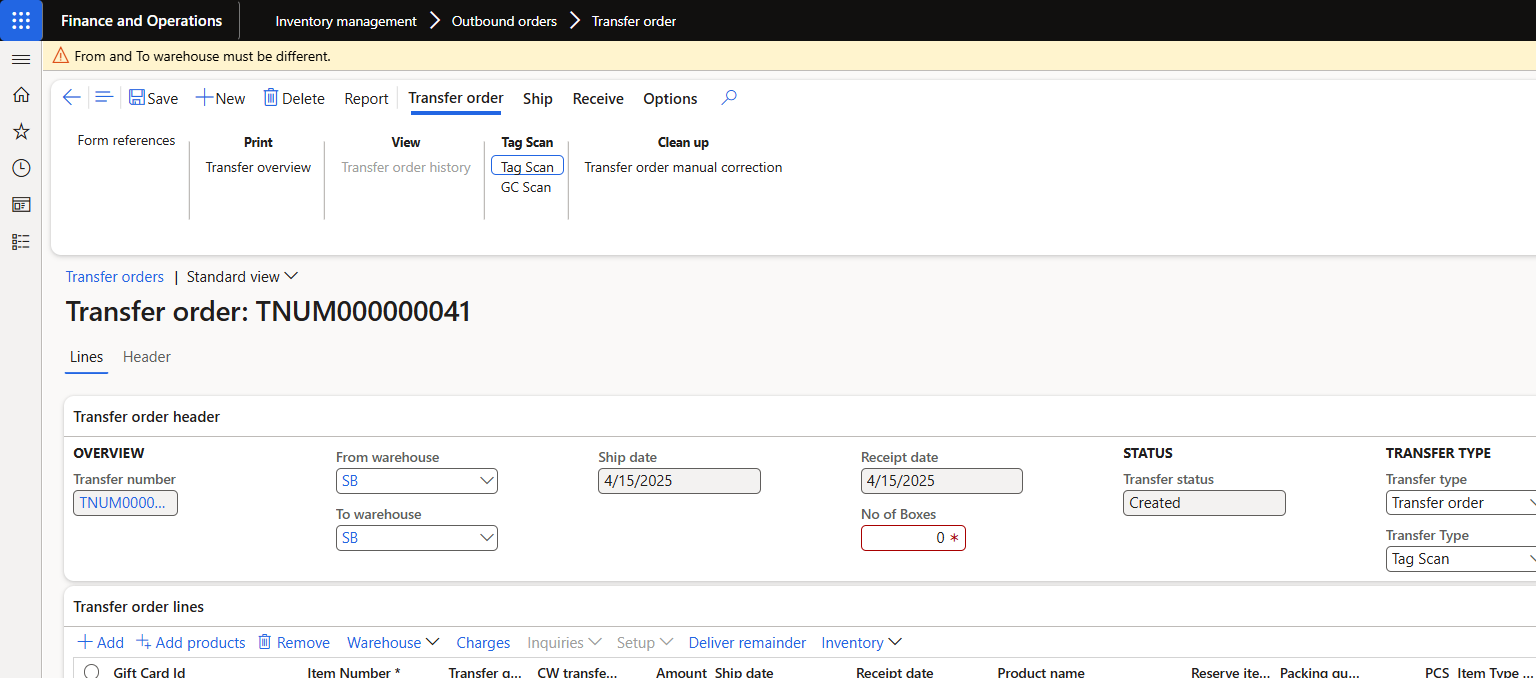 Finance and Operations
Inventory management > Outbound orders > Transfer order
From and To warehouse must be different.
Save New Delete Report Transfer order Ship Receive Options
Form references
Print
Transfer overview
View
Transfer order history
Tag Scan
Tag Scan
GC Scan
Clean up
Transfer order manual correction
Transfer orders | Standard view
Transfer order: TNUM000000041
Lines Header
Transfer order header
OVERVIEW
Transfer number
TNUM0000...
From warehouse
SB
To warehouse
SB
Ship date
4/15/2025
Receipt date
4/15/2025
No of Boxes
0 *
STATUS
Transfer status
Created
TRANSFER TYPE
Transfer type
Transfer order
Transfer Type
Tag Scan
Transfer order lines
Add Add products Remove Warehouse Charges Inquiries Setup Deliver remainder Inventory
Gift Card Id Item Number * Transfer q... CW transfe... Amount Ship date Receipt date Product name Reserve ite... Packing qu... PCS Item Type ...